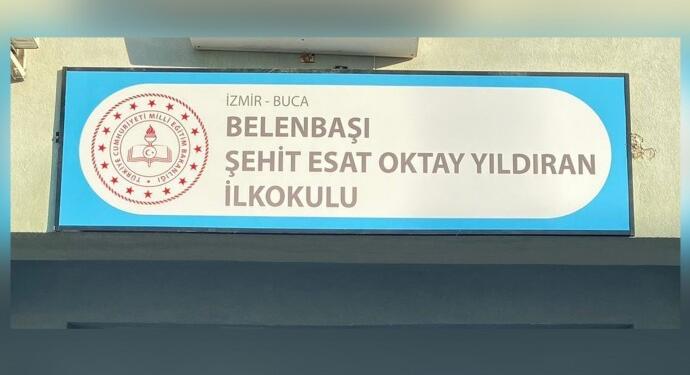 İZMİR - BUCA
BELENBAŞI
ŞEHİT ESAT OKTAY YILDIRAN
İLKOKULU
TÜRKİYE CUMHURİYETİ MİLLÎ EĞİTİM BAKANLIĞI